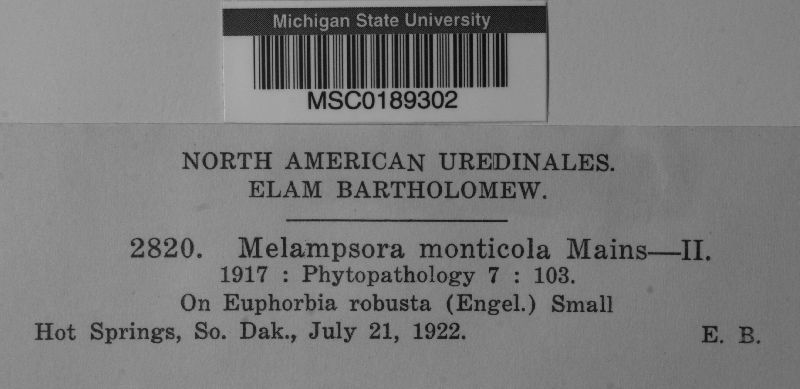 Michigan State University
MSC0189302
NORTH AMERICAN UREDINALES.
ELAM BARTHOLOMEW.
2820. Melampsora monticola Mains—II.
1917 : Phytopathology 7 : 103.
On Euphorbia robusta (Engel.) Small
Hot Springs, So. Dak., July 21, 1922. E. B.